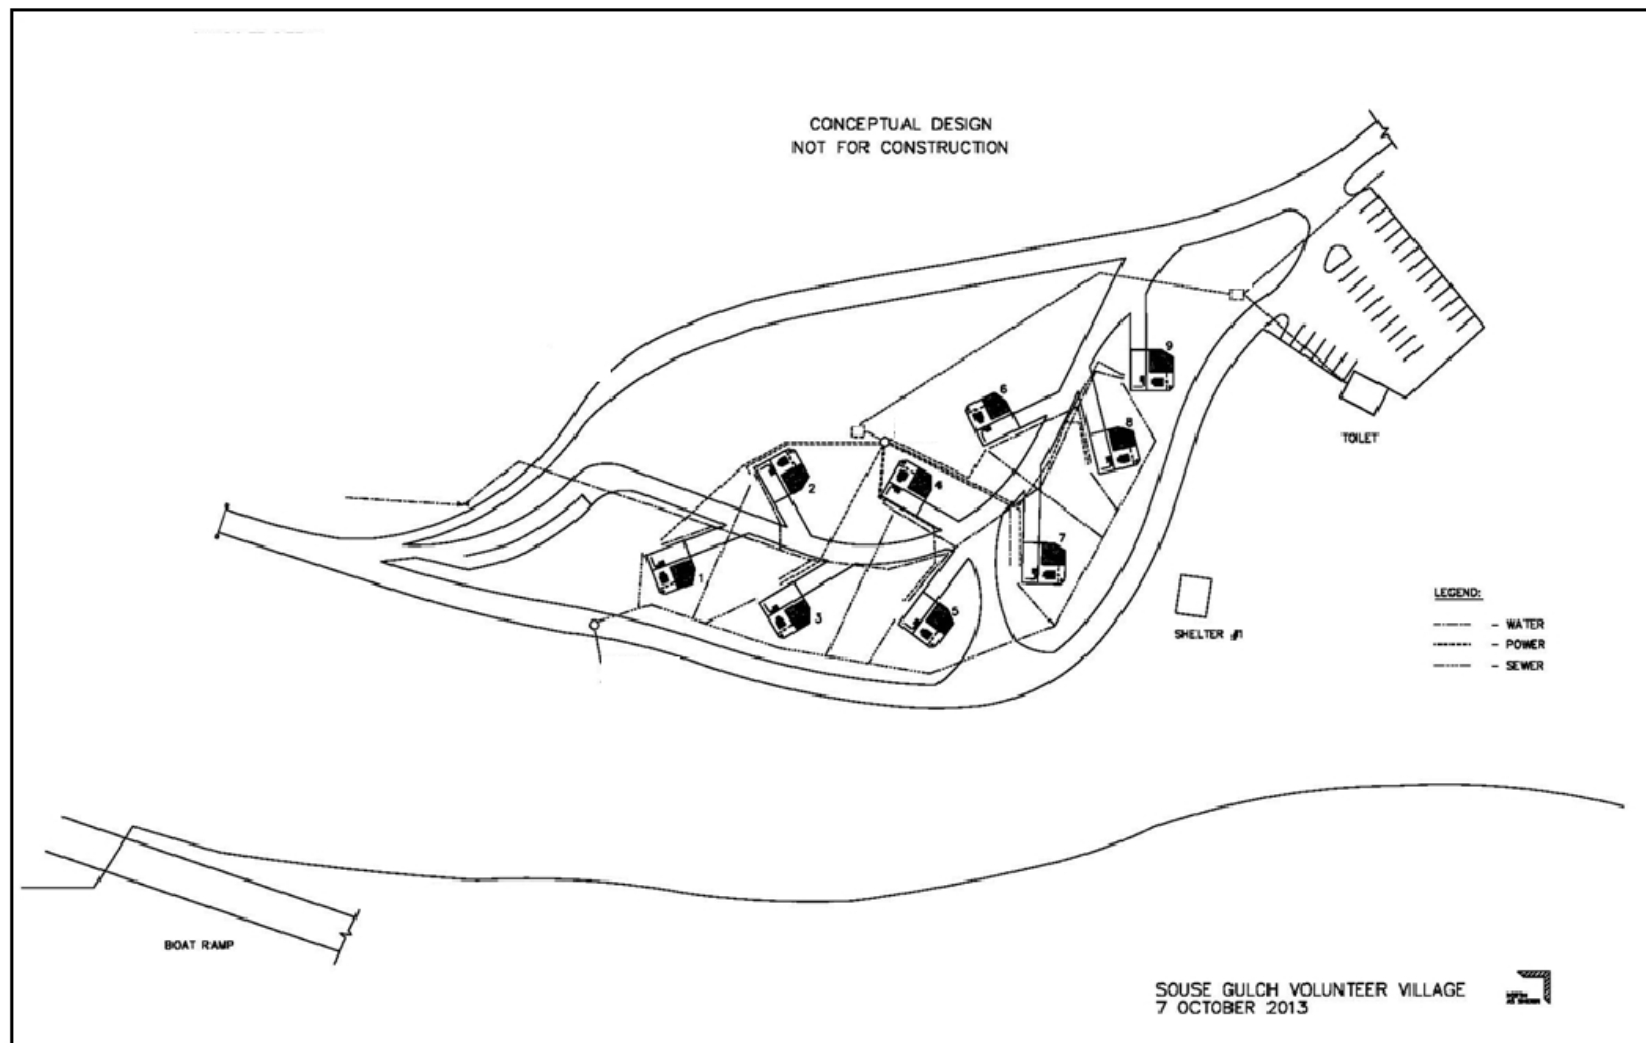 CONCEPTUAL DESIGN
NOT FOR CONSTRUCTION
9
6
8
2
4
7
1
3
5
TOILET
SHELTER #1
LEGEND:
- WATER
- POWER
- SEWER
BOAT RAMP
SOUSE GULCH VOLUNTEER VILLAGE
7 OCTOBER 2013